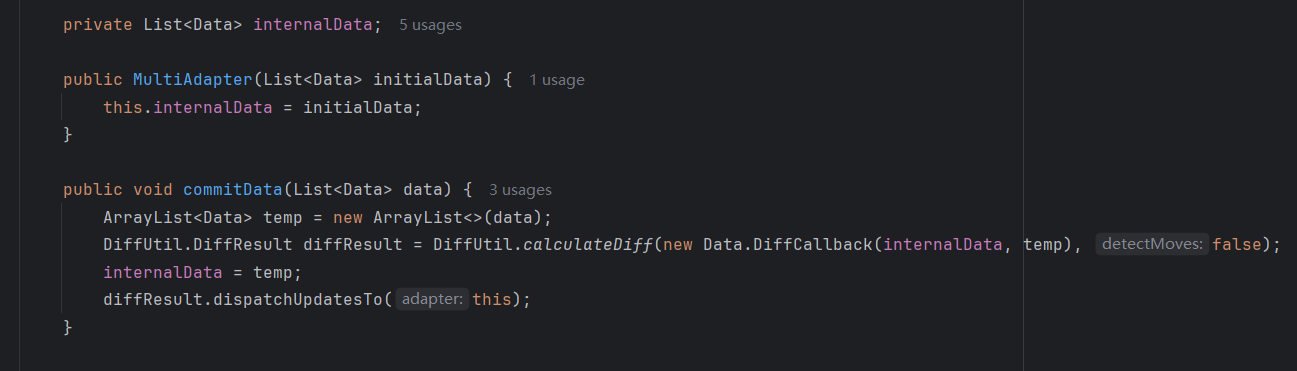 private List<Data> internalData; 5 usages
public MultiAdapter(List<Data> initialData) { 1 usage
this.internalData = initialData;
}
public void commitData(List<Data> data) { 3 usages
ArrayList<Data> temp = new ArrayList<>(data);
DiffUtil.DiffResult diffResult = DiffUtil.calculateDiff(new Data.DiffCallback(internalData, temp), detectMoves: false);
internalData = temp;
diffResult.dispatchUpdatesTo( adapter: this);
}